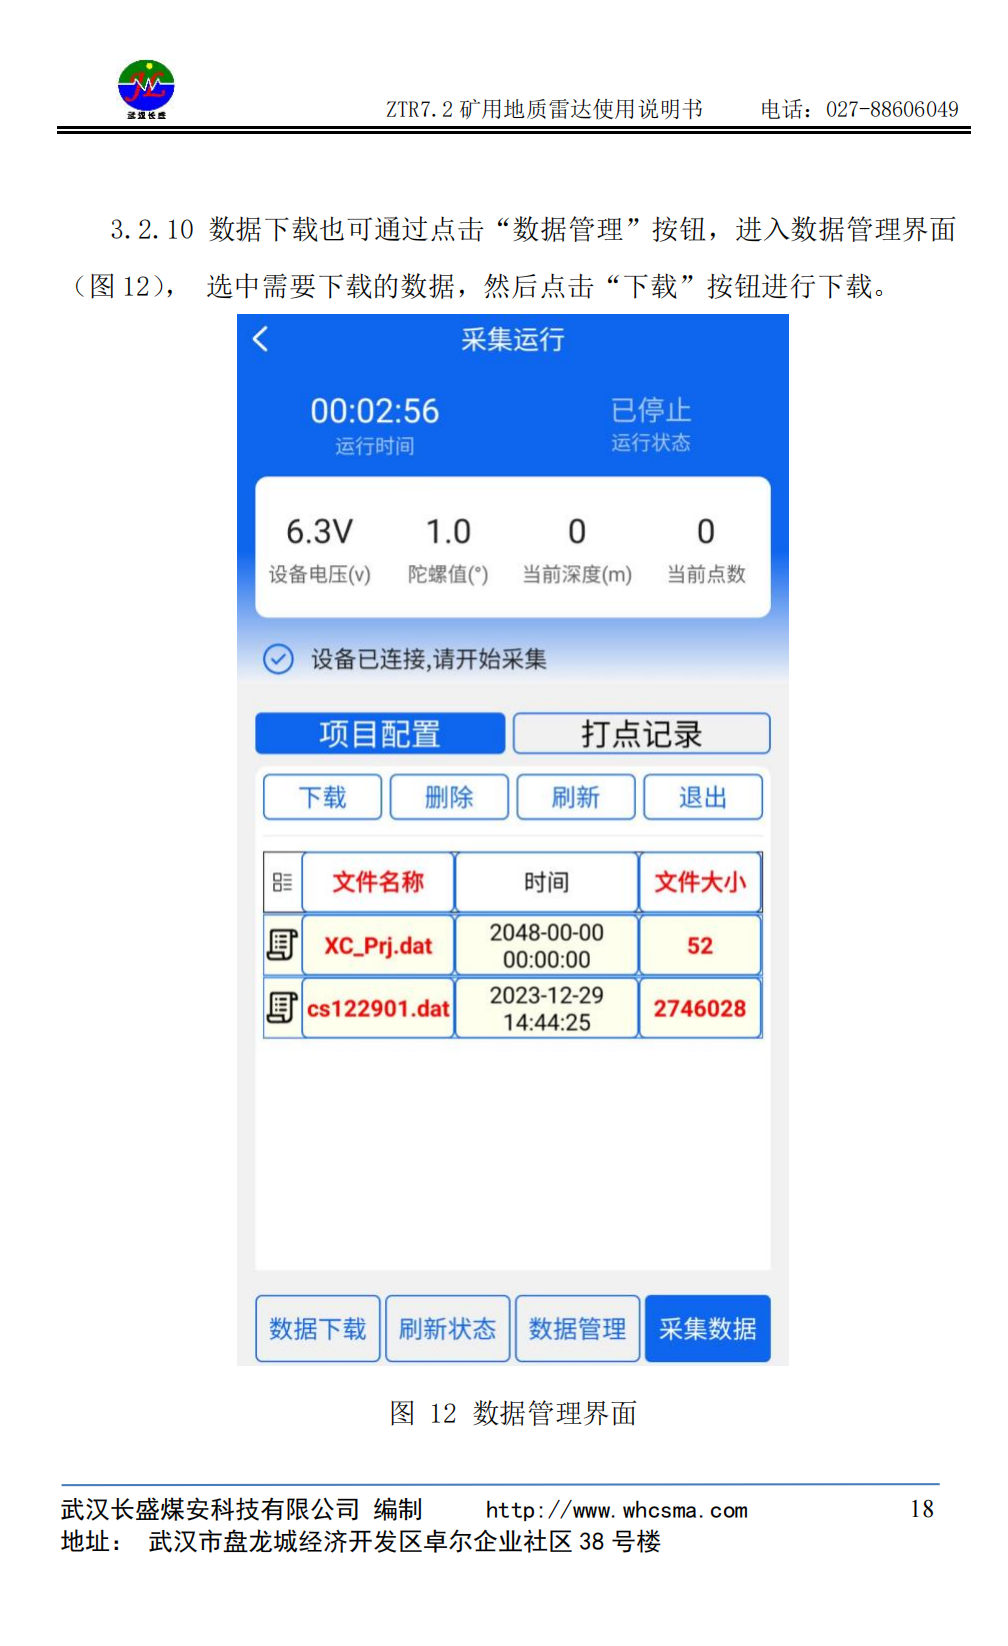 武汉长盛
ZTR7.2 矿用地质雷达使用说明书 电话：027-88606049
3.2.10 数据下载也可通过点击“数据管理”按钮，进入数据管理界面
（图 12）， 选中需要下载的数据，然后点击“下载”按钮进行下载。
采集运行
00:02:56 已停止
运行时间 运行状态
6.3V 1.0 0 0
设备电压(v) 陀螺值(°) 当前深度(m) 当前点数
设备已连接,请开始采集
项目配置 打点记录
下载 删除 刷新 退出
文件名称 时间 文件大小
XC_Prj.dat 2048-00-00 00:00:00 52
cs122901.dat 2023-12-29 14:44:25 2746028
数据下载 刷新状态 数据管理 采集数据
图 12 数据管理界面
武汉长盛煤安科技有限公司 编制 http://www.whcsma.com 18
地址： 武汉市盘龙城经济开发区卓尔企业社区 38 号楼